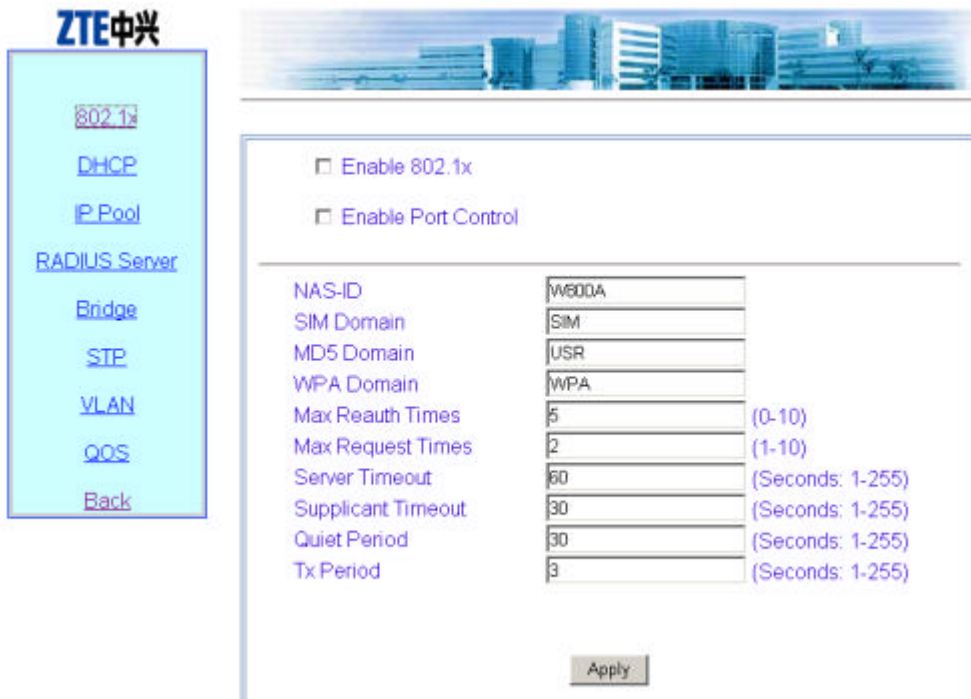 ZTE中兴
802.1x
DHCP
IP Pool
RADIUS Server
Bridge
STP
VLAN
QOS
Back
Enable 802.1x
Enable Port Control
NAS-ID W800A
SIM Domain SIM
MD5 Domain USR
WPA Domain WPA
Max Reauth Times 5 (0-10)
Max Request Times 2 (1-10)
Server Timeout 60 (Seconds: 1-255)
Supplicant Timeout 30 (Seconds: 1-255)
Quiet Period 30 (Seconds: 1-255)
Tx Period 3 (Seconds: 1-255)
Apply